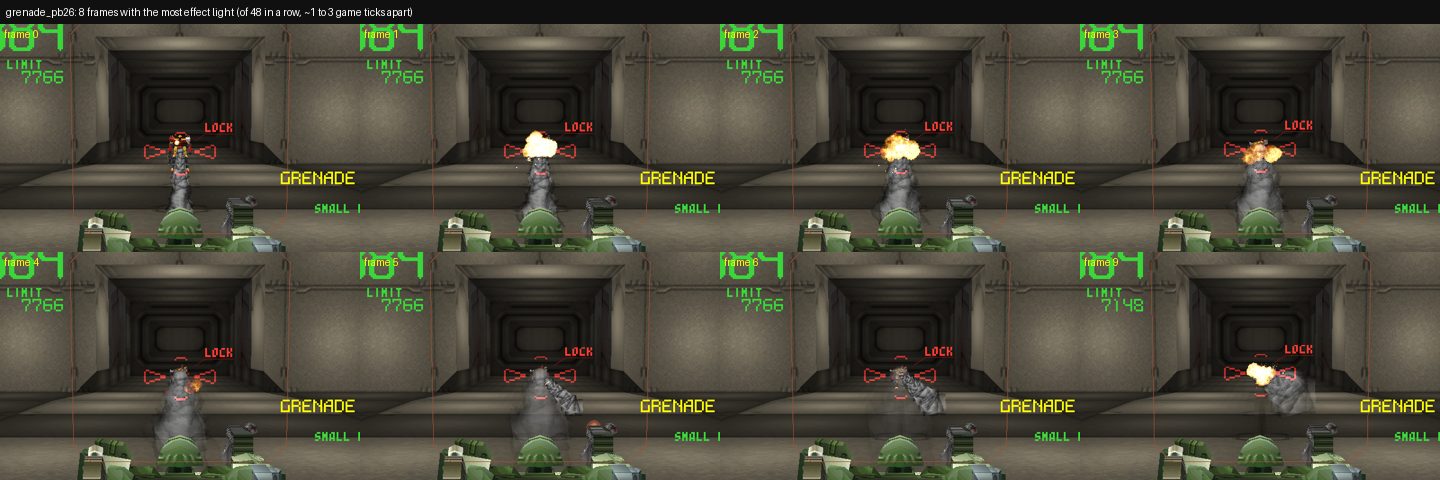 grenade_pb26: 8 frames with the most effect light (of 48 in a row, ~1 to 3 game ticks apart)
frame 0
LIMIT
7766
LOCK
GRENADE
SMALL 1
frame 1
LIMIT
7766
LOCK
GRENADE
SMALL 1
frame 2
LIMIT
7766
LOCK
GRENADE
SMALL 1
frame 3
LIMIT
7766
LOCK
GRENADE
SMALL 1
frame 4
LIMIT
7766
LOCK
GRENADE
SMALL 1
frame 5
LIMIT
7766
LOCK
GRENADE
SMALL 1
frame 6
LIMIT
7766
LOCK
GRENADE
SMALL 1
frame 9
LIMIT
7148
LOCK
GRENADE
SMALL 1